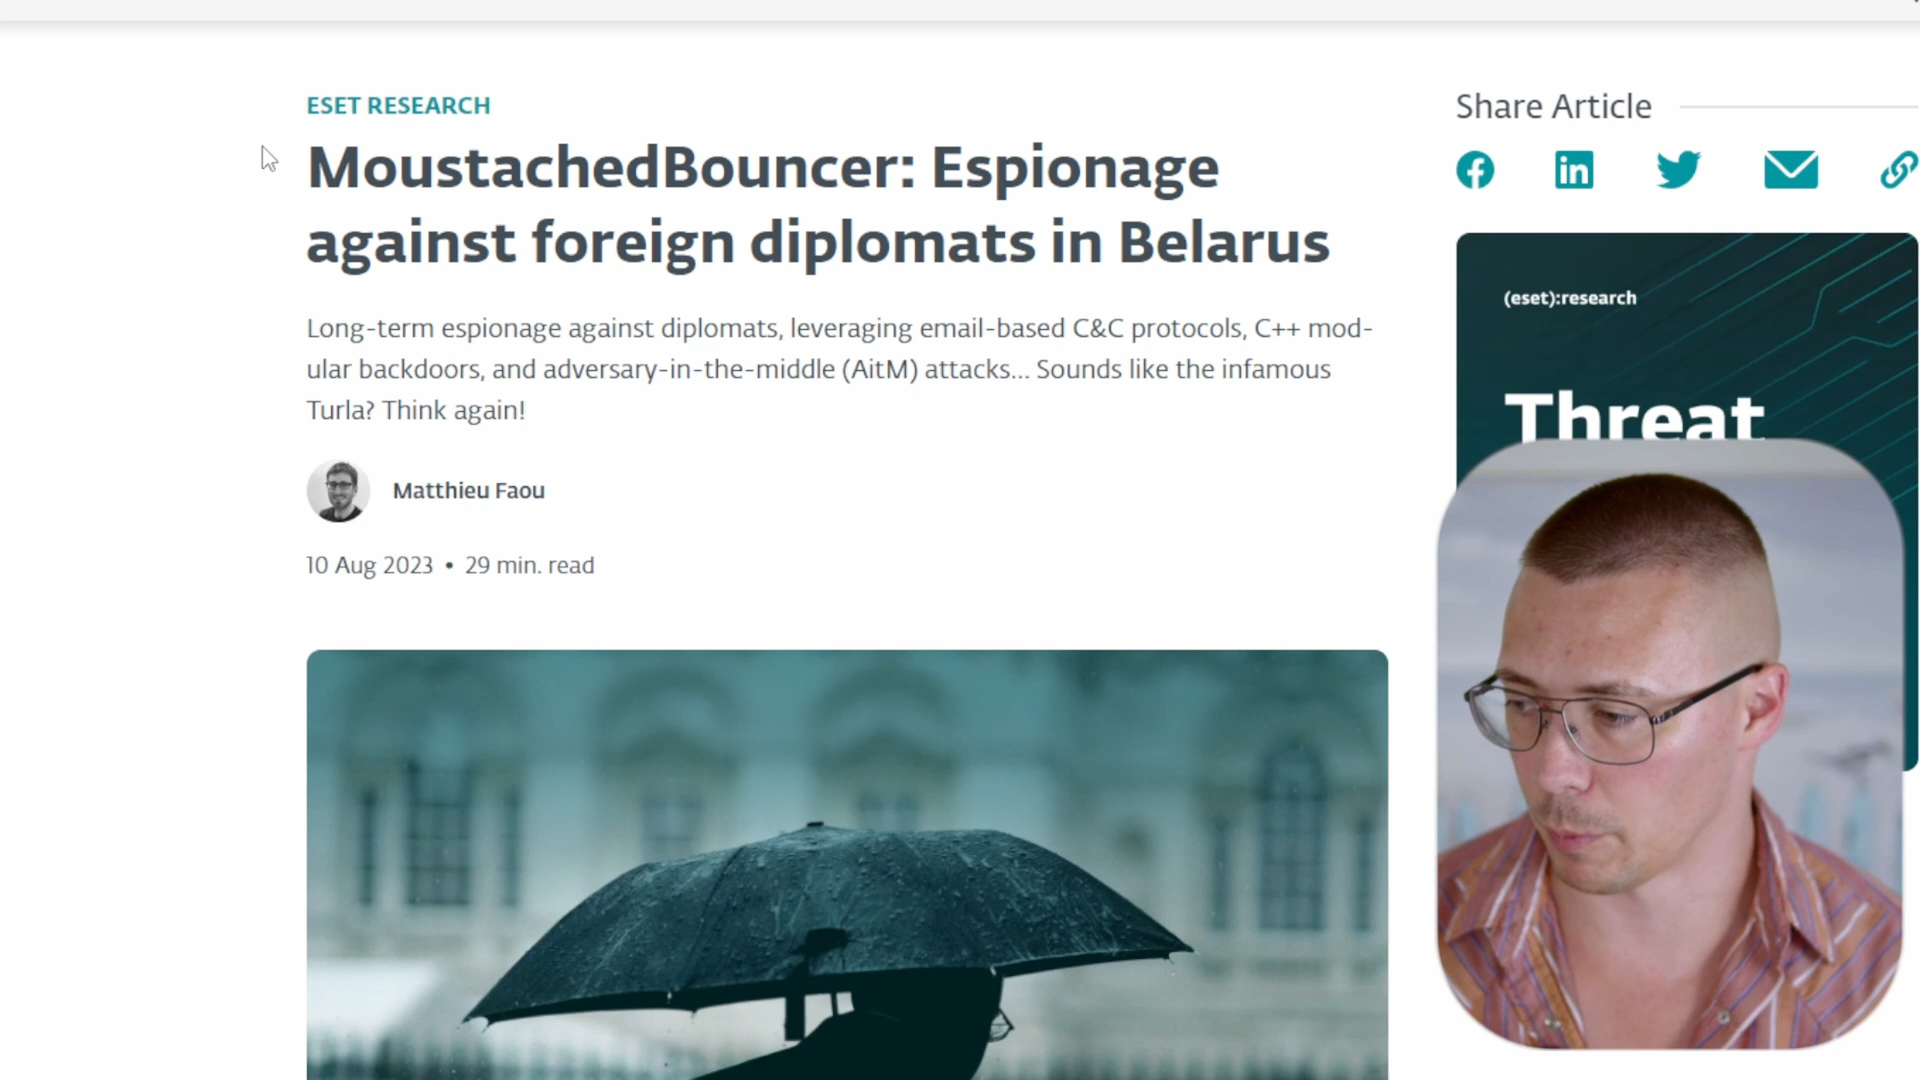 ESET RESEARCH
MoustachedBouncer: Espionage
against foreign diplomats in Belarus
Long-term espionage against diplomats, leveraging email-based C&C protocols, C++ mod-
ular backdoors, and adversary-in-the-middle (AitM) attacks... Sounds like the infamous
Turla? Think again!
Matthieu Faou
10 Aug 2023 • 29 min. read
Share Article
(eset):research
Threat